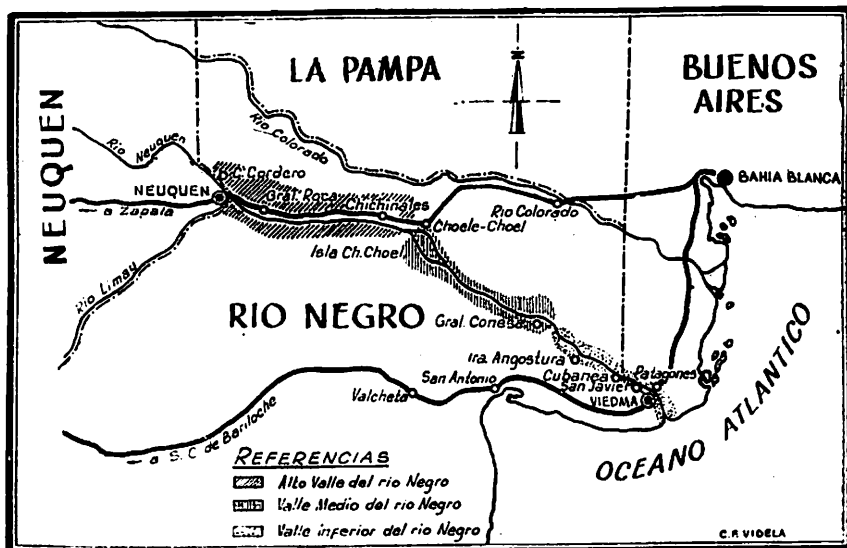 LA PAMPA
BUENOS
AIRES
NEUQUEN
N
Rio Neuquen
Rio Colorado
C. Cordero
NEUQUEN
Gral. Roca
Chichinales
a Zapala
BAHIA BLANCA
Rio Colorado
Choele-Choel
Isla Ch. Choel
Rio Limay
RIO NEGRO
Gral. Conesa
1ra. Angostura
Cubanea
Patagones
San Javier
VIEDMA
San Antonio
Valcheta
a S. C. de Bariloche
OCEANO ATLANTICO
REFERENCIAS
Alto Valle del rio Negro
Valle Medio del rio Negro
Valle inferior del rio Negro
C.P. VIDELA